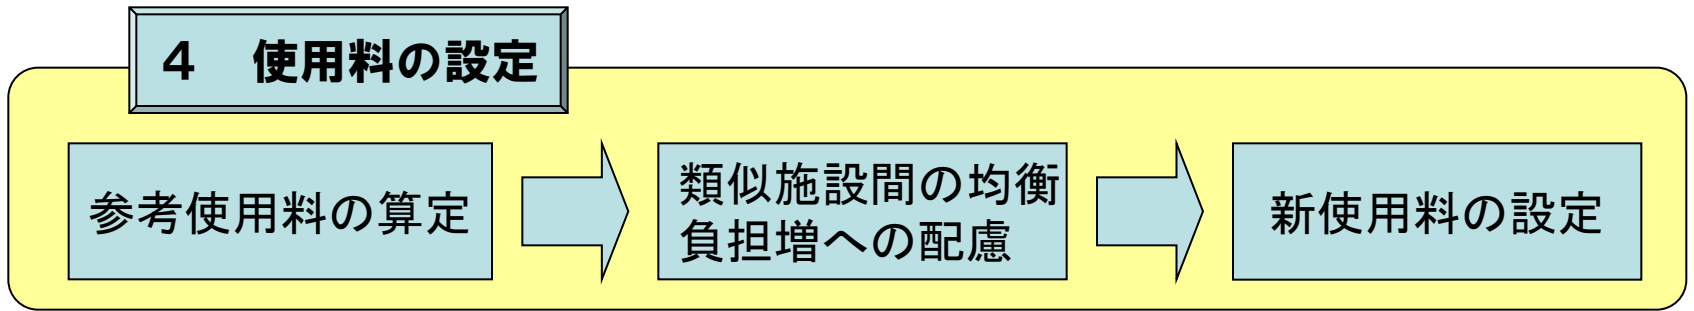 ４　使用料の設定
参考使用料の算定
類似施設間の均衡
負担増への配慮
新使用料の設定